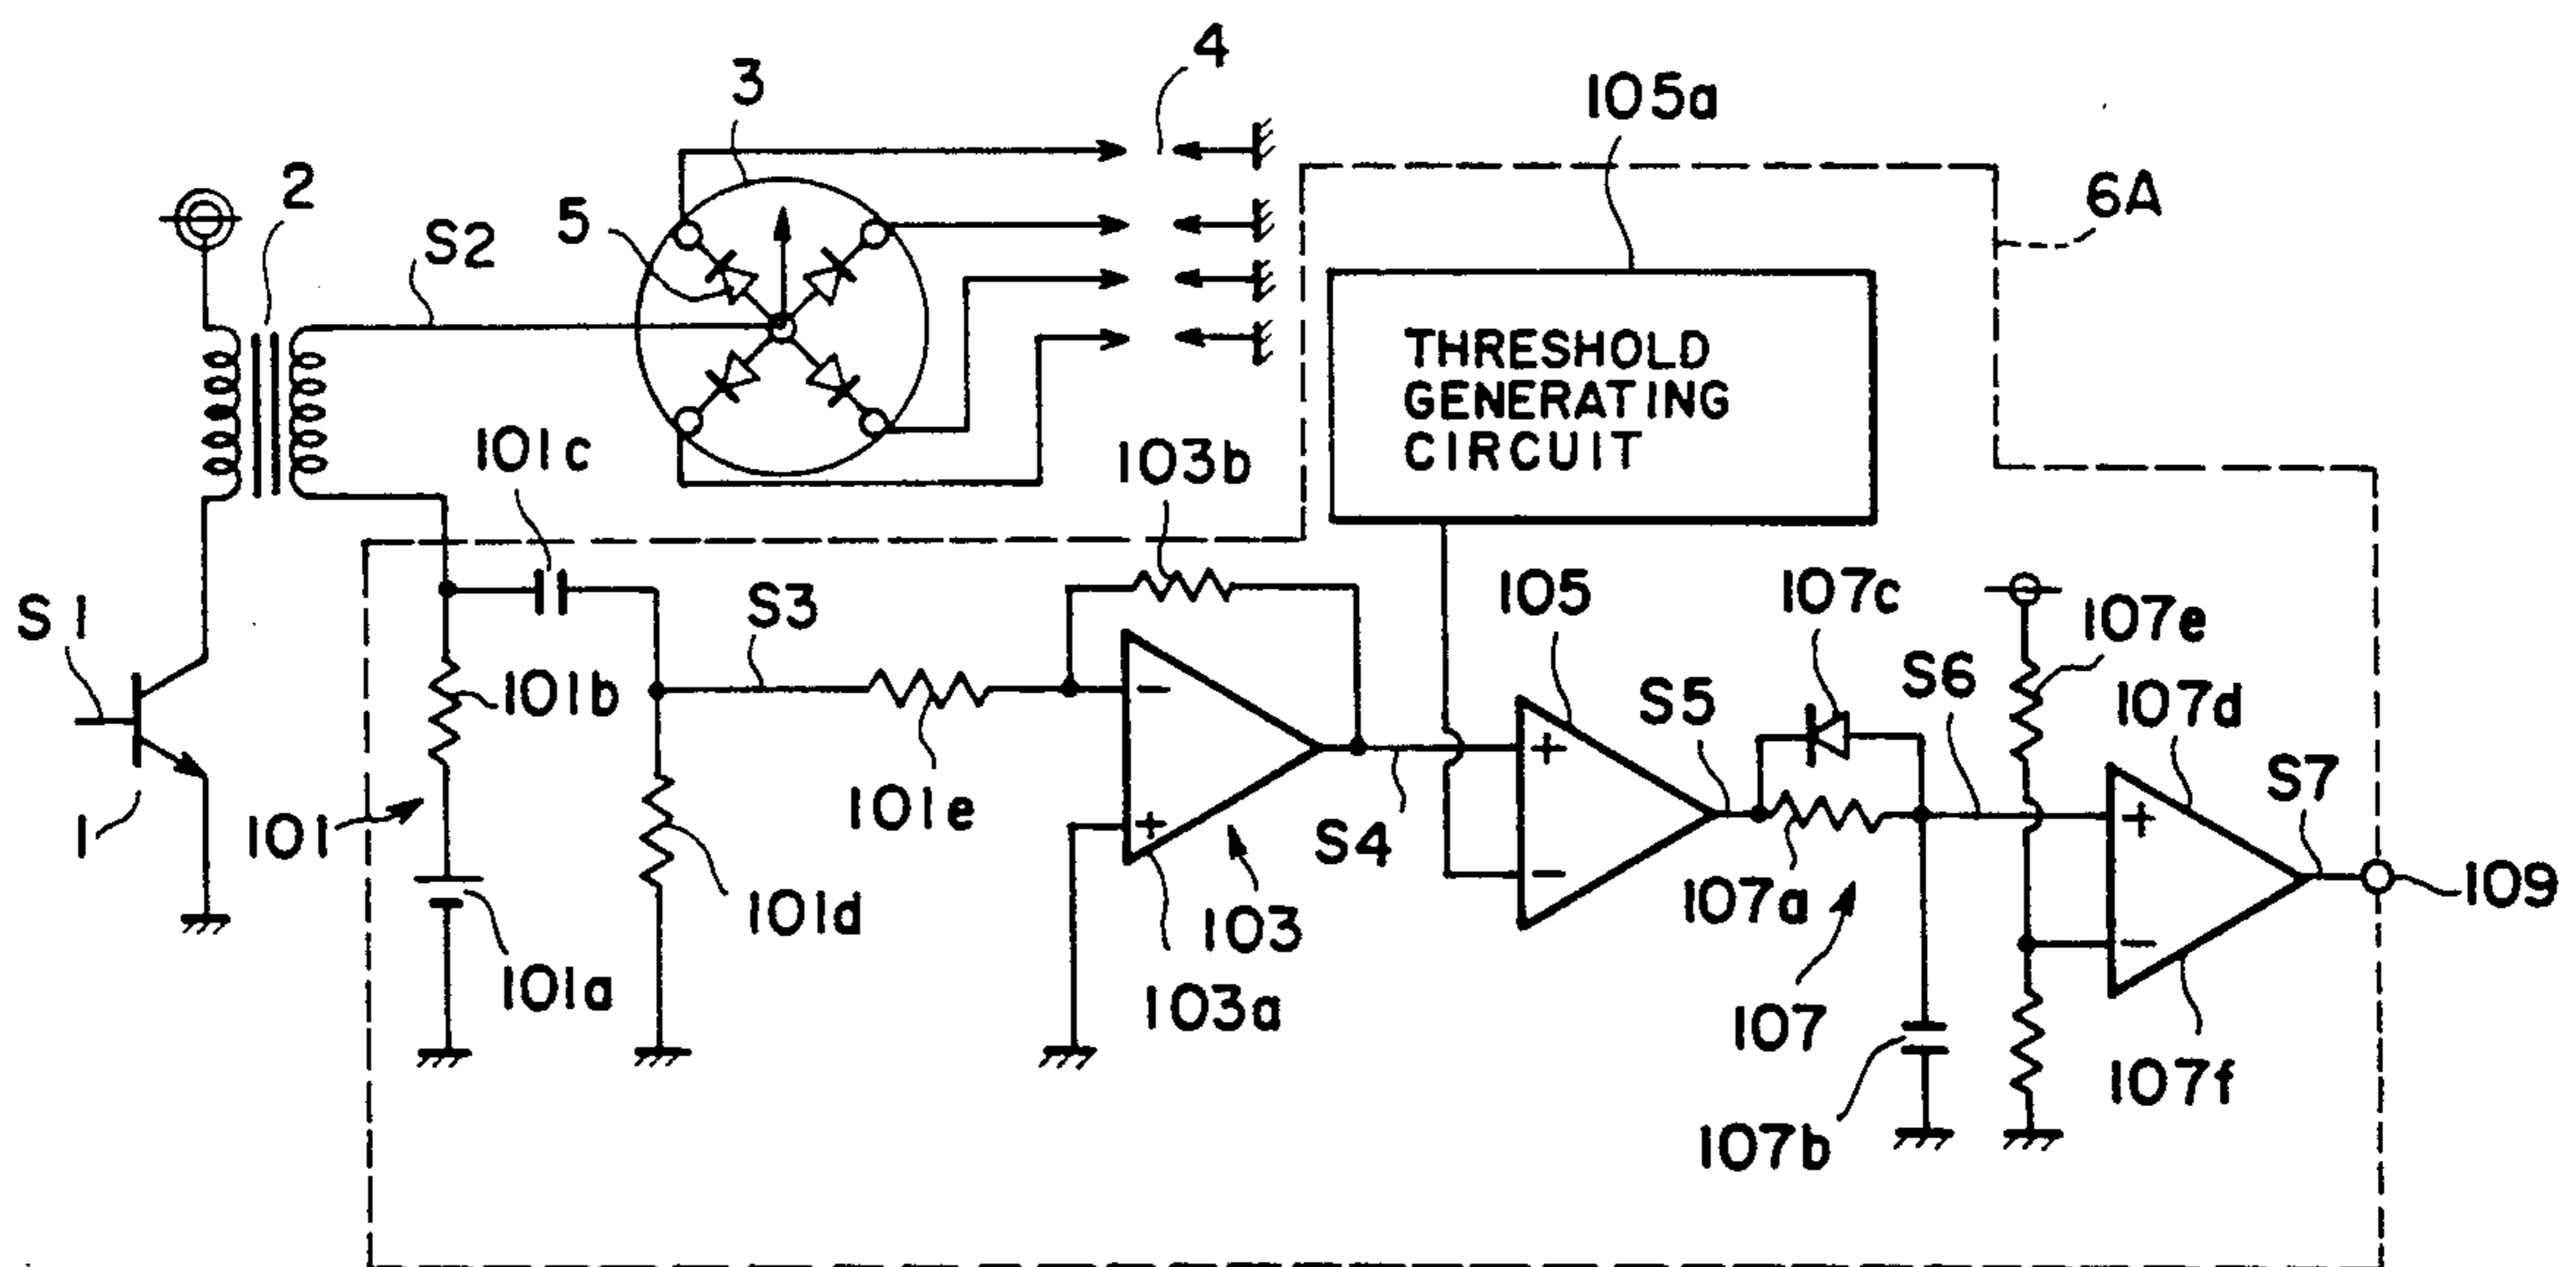 4
3
105a
2
6A
5
S2
THRESHOLD
GENERATING
CIRCUIT
101c
103b
S1
S3
105
107c
107e
101b
S6
107d
S5
S7
101e
101
1
S4
109
101d
107a
103
101a
103a
107
107f
107b
+
-
+
-
+
-